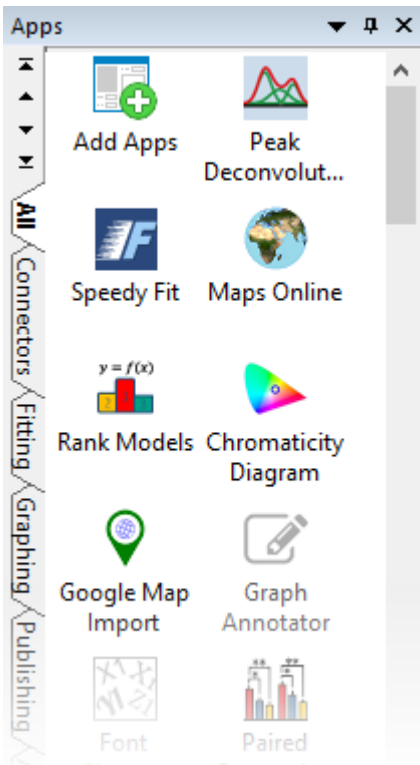 Apps
Add Apps
Peak
Deconvolut...
Speedy Fit
Maps Online
y = f(x)
Rank Models
Chromaticity
Diagram
Google Map
Import
Graph
Annotator
Font
Paired
All
Connectors
Fitting
Graphing
Publishing